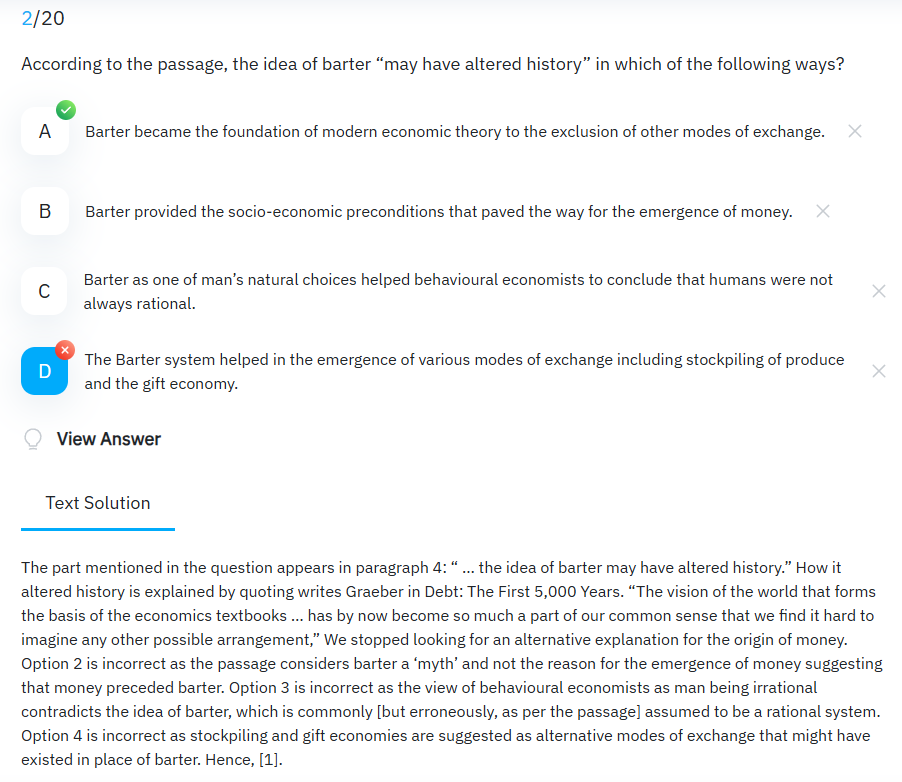 2/20
According to the passage, the idea of barter “may have altered history” in which of the following ways?
A
Barter became the foundation of modern economic theory to the exclusion of other modes of exchange.
B
Barter provided the socio-economic preconditions that paved the way for the emergence of money.
C
Barter as one of man’s natural choices helped behavioural economists to conclude that humans were not
always rational.
D
The Barter system helped in the emergence of various modes of exchange including stockpiling of produce
and the gift economy.
View Answer
Text Solution
The part mentioned in the question appears in paragraph 4: “ ... the idea of barter may have altered history.” How it
altered history is explained by quoting writes Graeber in Debt: The First 5,000 Years. “The vision of the world that forms
the basis of the economics textbooks ... has by now become so much a part of our common sense that we find it hard to
imagine any other possible arrangement,” We stopped looking for an alternative explanation for the origin of money.
Option 2 is incorrect as the passage considers barter a ‘myth’ and not the reason for the emergence of money suggesting
that money preceded barter. Option 3 is incorrect as the view of behavioural economists as man being irrational
contradicts the idea of barter, which is commonly [but erroneously, as per the passage] assumed to be a rational system.
Option 4 is incorrect as stockpiling and gift economies are suggested as alternative modes of exchange that might have
existed in place of barter. Hence, [1].